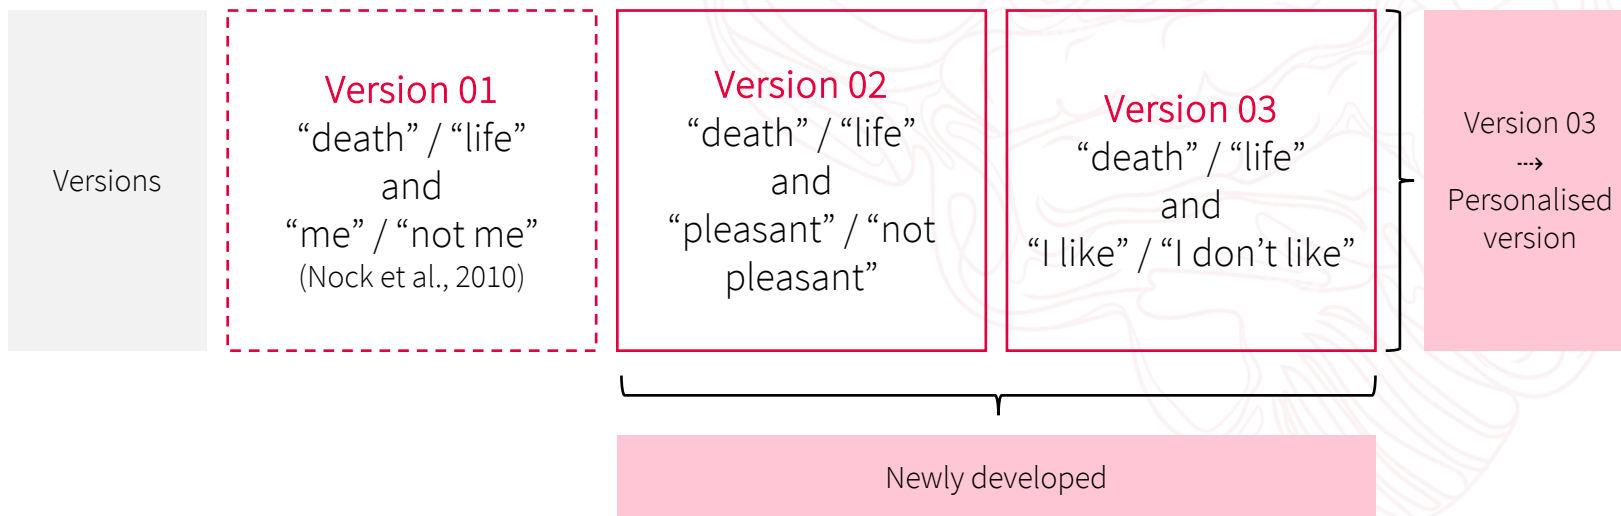 Versions
Version 01
“death” / “life”
and
“me” / “not me”
(Nock et al., 2010)
Version 02
“death” / “life”
and
“pleasant” / “not
pleasant”
Version 03
“death” / “life”
and
“I like” / “I don’t like”
Version 03
⤏
Personalised
version
Newly developed